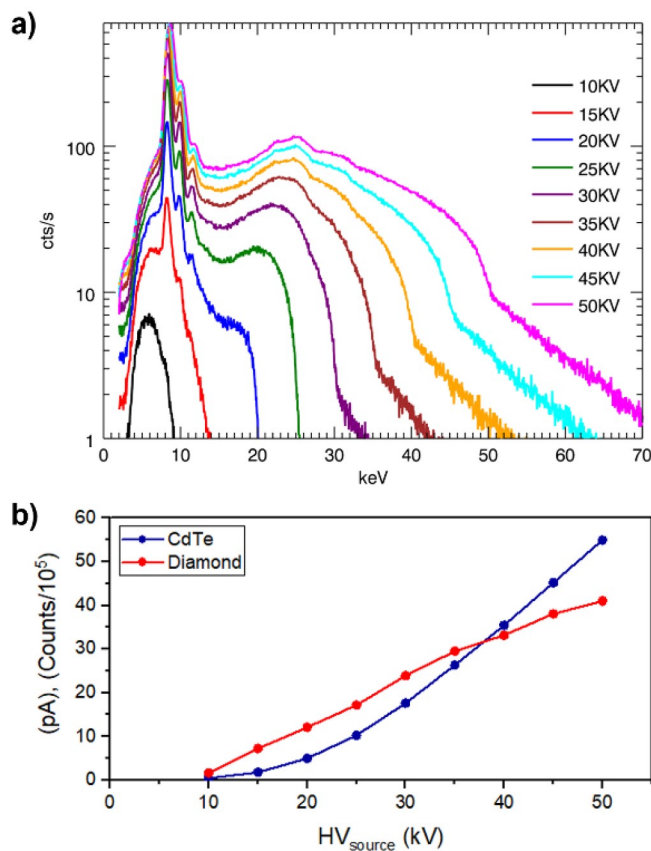 a)
cts/s
100
10
1
10KV
15KV
20KV
25KV
30KV
35KV
40KV
45KV
50KV
0 10 20 30 40 50 60 70
keV
b)
(pA), (Counts/10⁵)
60
50
40
30
20
10
0
CdTe
Diamond
0 10 20 30 40 50
HVsource (kV)